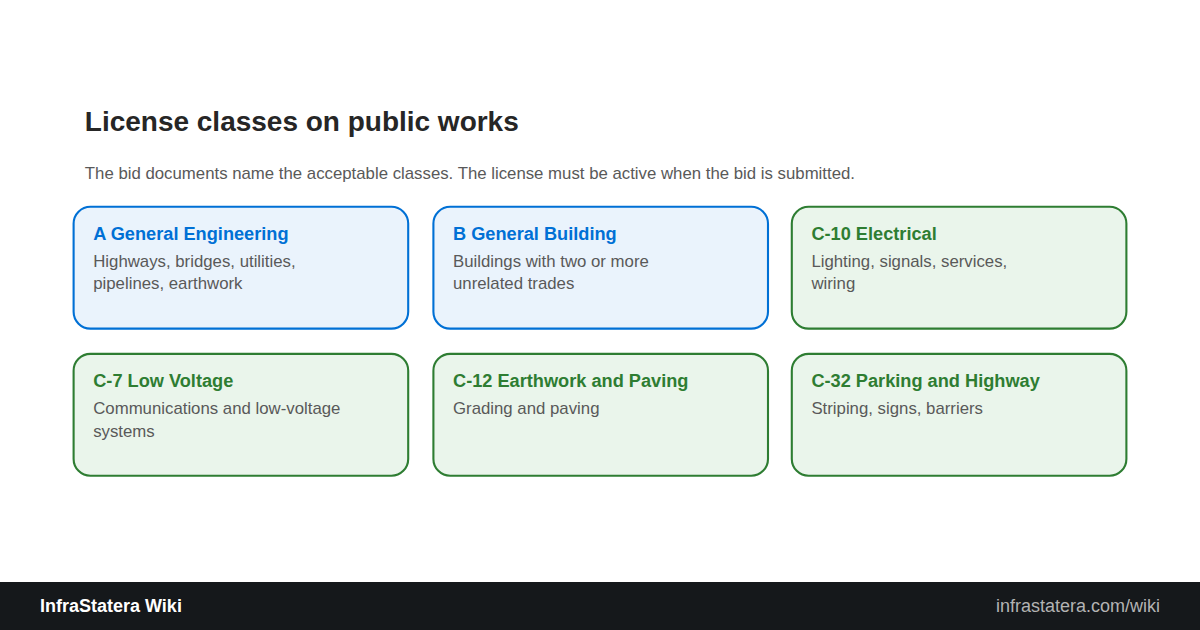 License classes on public works
The bid documents name the acceptable classes. The license must be active when the bid is submitted.
A General Engineering
Highways, bridges, utilities,
pipelines, earthwork
B General Building
Buildings with two or more
unrelated trades
C-10 Electrical
Lighting, signals, services,
wiring
C-7 Low Voltage
Communications and low-voltage
systems
C-12 Earthwork and Paving
Grading and paving
C-32 Parking and Highway
Striping, signs, barriers
InfraStatera Wiki
infrastatera.com/wiki